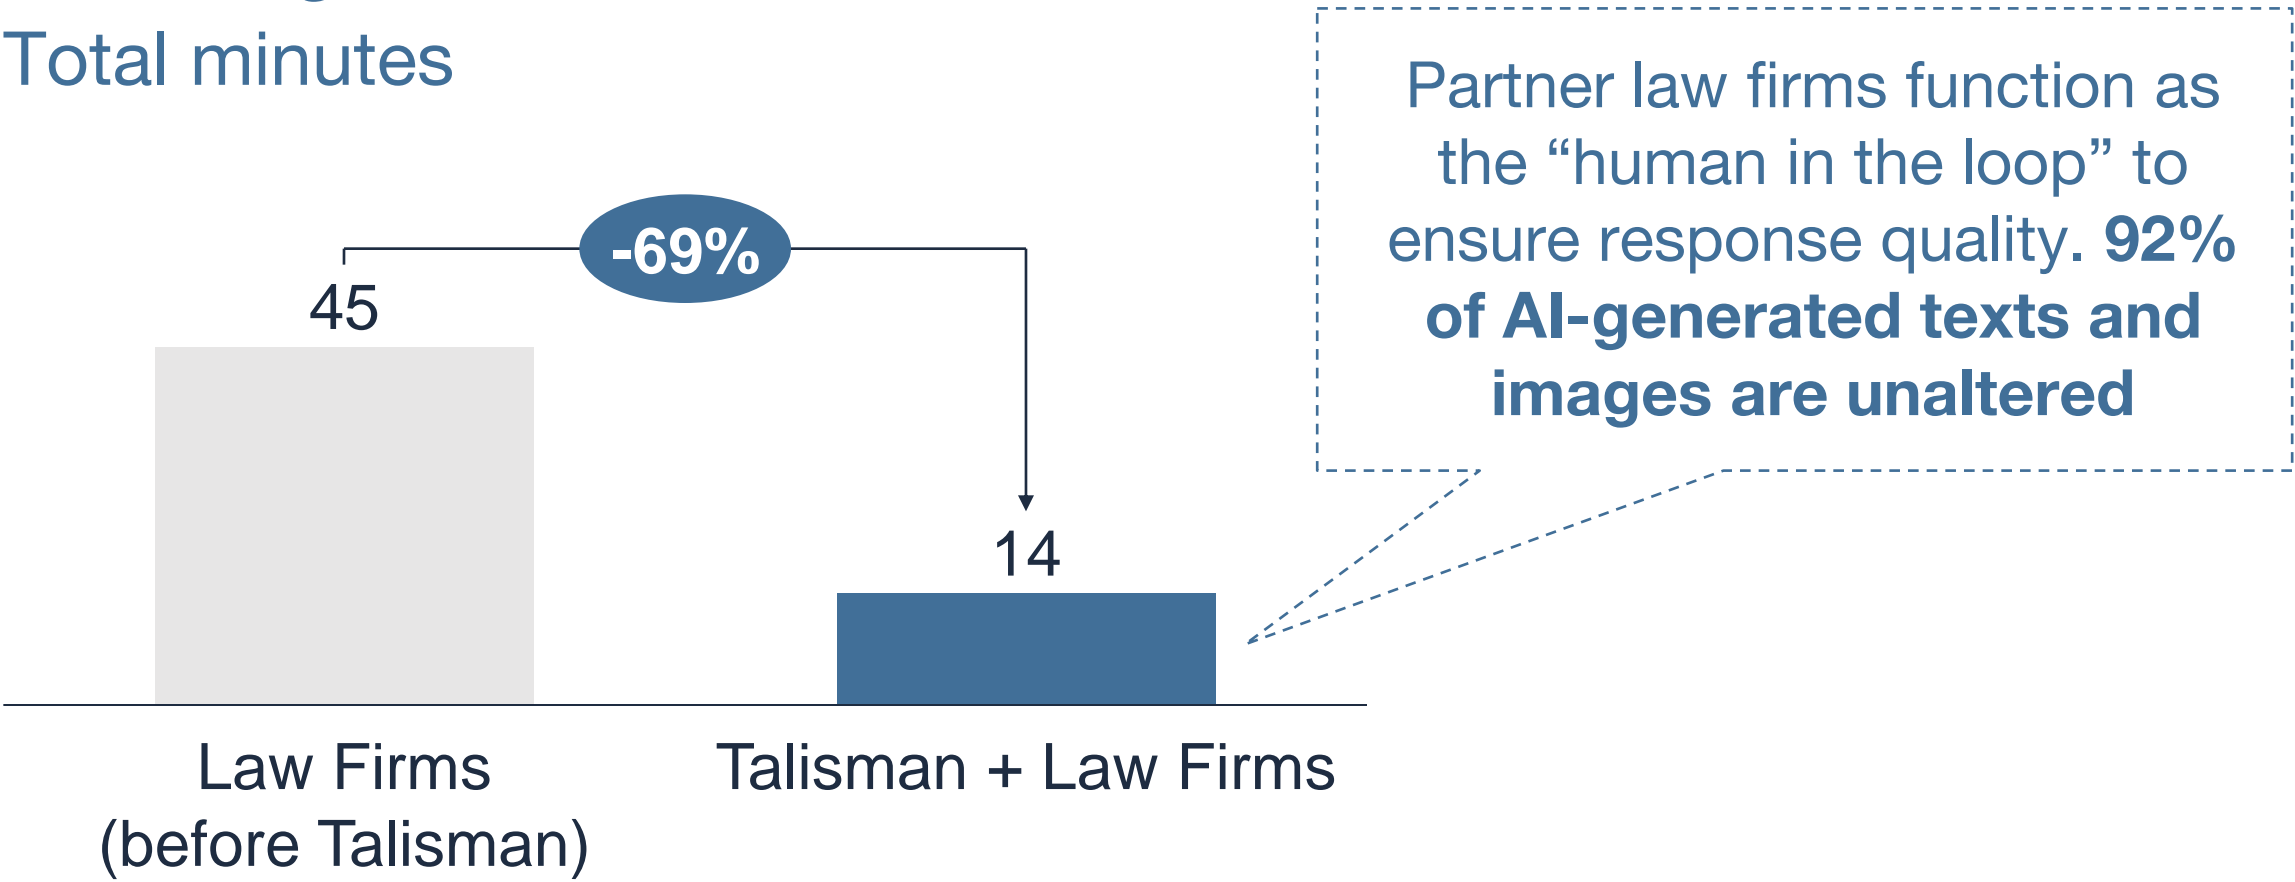 Total minutes
Partner law firms function as
the “human in the loop” to
ensure response quality. 92%
of AI-generated texts and
images are unaltered
-69%
45
14
Law Firms
(before Talisman)
Talisman + Law Firms